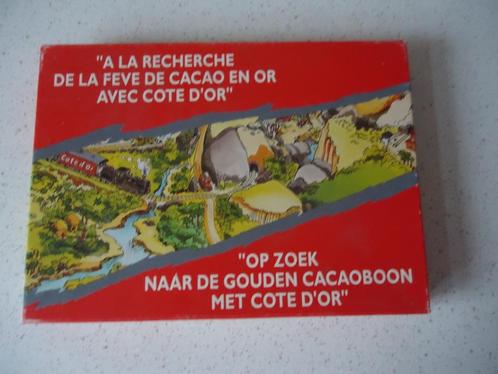 "A LA RECHERCHE
DE LA FEVE DE CACAO EN OR
AVEC COTE D'OR"
Cote d'Or
"OP ZOEK
NAAR DE GOUDEN CACAOBOON
MET COTE D'OR"